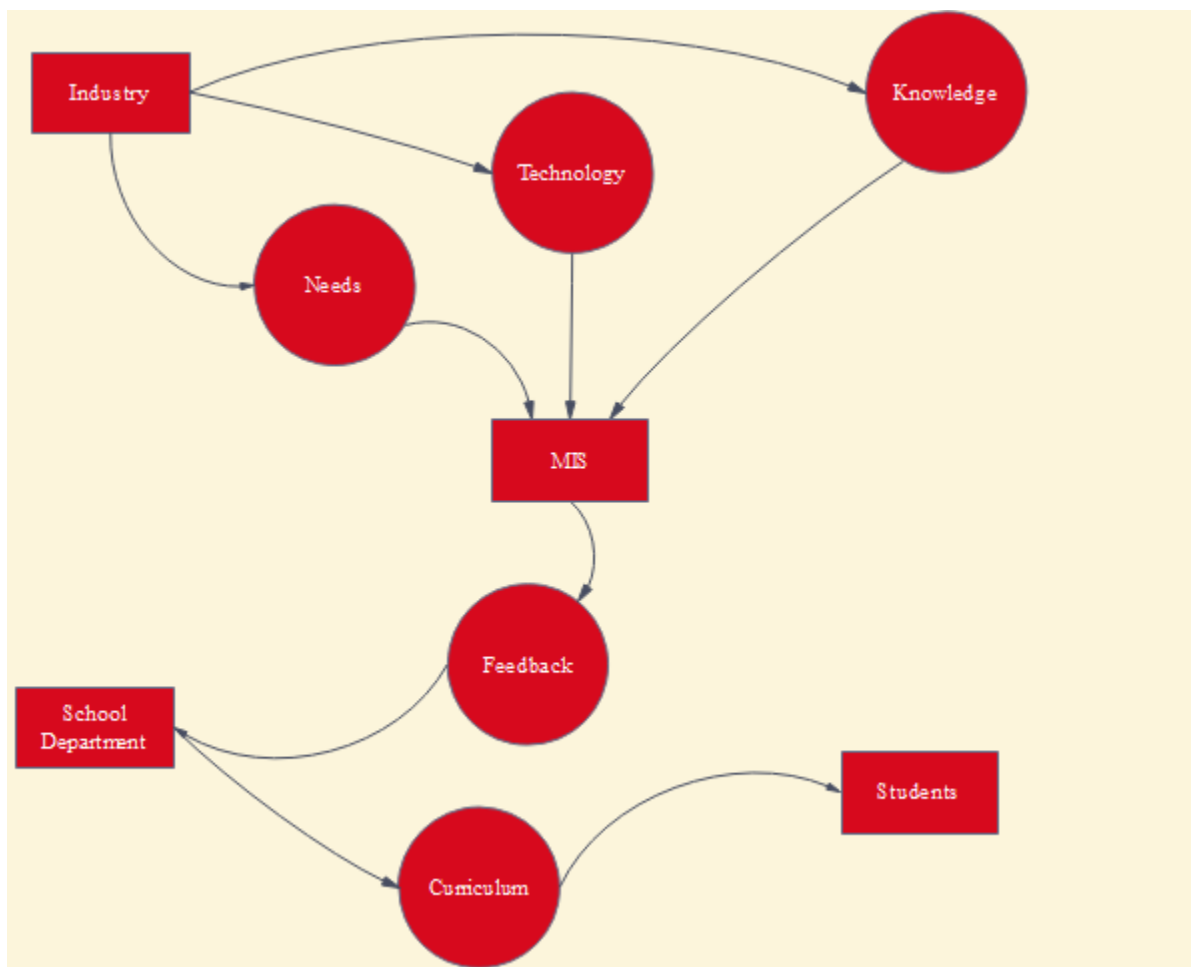 Industry
Knowledge
Technology
Needs
MIS
Feedback
School
Department
Students
Curriculum